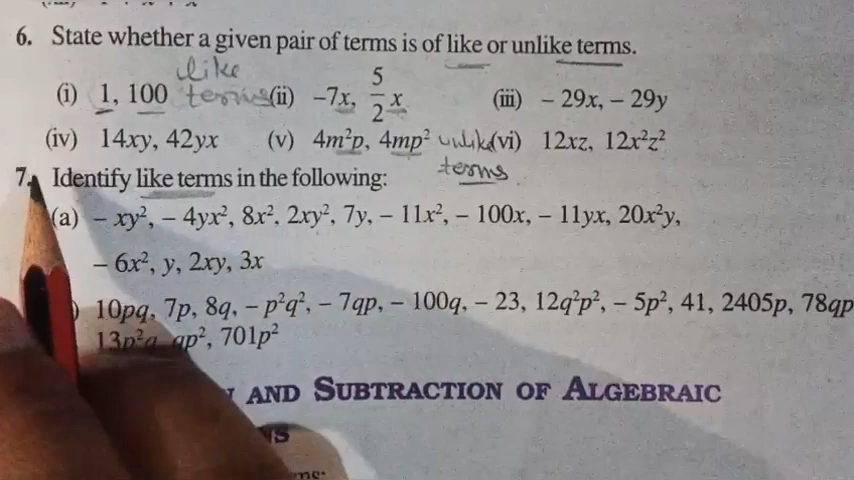 6. State whether a given pair of terms is of like or unlike terms.
like
(i) 1, 100 terms (ii) –7x, 5/2 x (iii) – 29x, – 29y
(iv) 14xy, 42yx (v) 4m²p, 4mp² unlike (vi) 12xz, 12x²z²
terms
7. Identify like terms in the following:
(a) – xy², – 4yx², 8x², 2xy², 7y, – 11x², – 100x, – 11yx, 20x²y,
– 6x², y, 2xy, 3x
) 10pq, 7p, 8q, – p²q², – 7qp, – 100q, – 23, 12q²p², – 5p², 41, 2405p, 78qp
13p²q, qp², 701p²
AND SUBTRACTION OF ALGEBRAIC